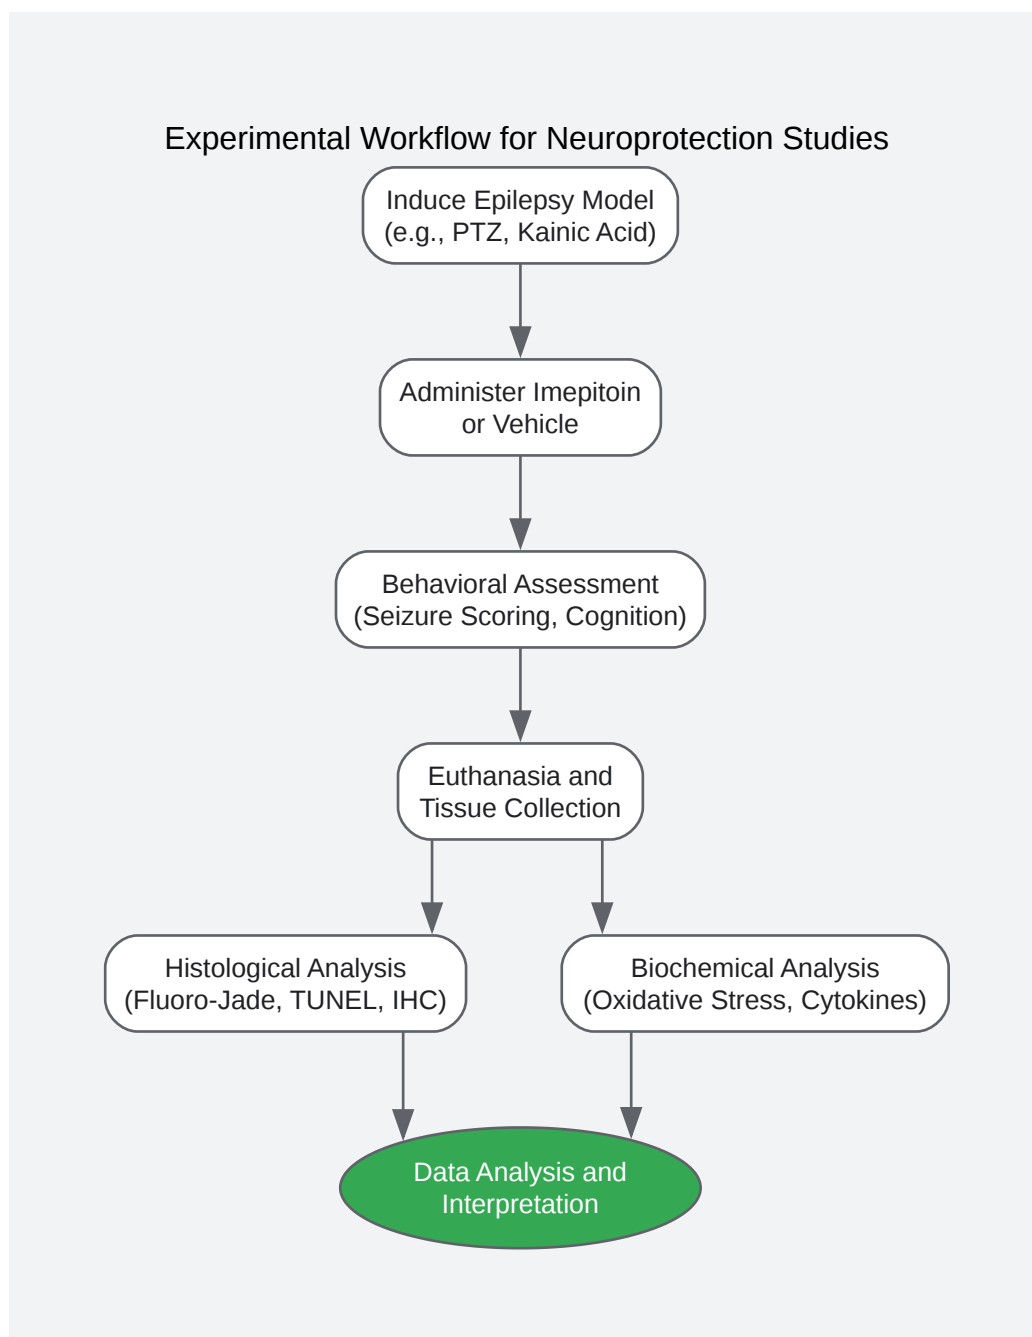 Experimental Workflow for Neuroprotection Studies
Induce Epilepsy Model
(e.g., PTZ, Kainic Acid)
Administer Imepitoin
or Vehicle
Behavioral Assessment
(Seizure Scoring, Cognition)
Euthanasia and
Tissue Collection
Histological Analysis
(Fluoro-Jade, TUNEL, IHC)
Biochemical Analysis
(Oxidative Stress, Cytokines)
Data Analysis and
Interpretation